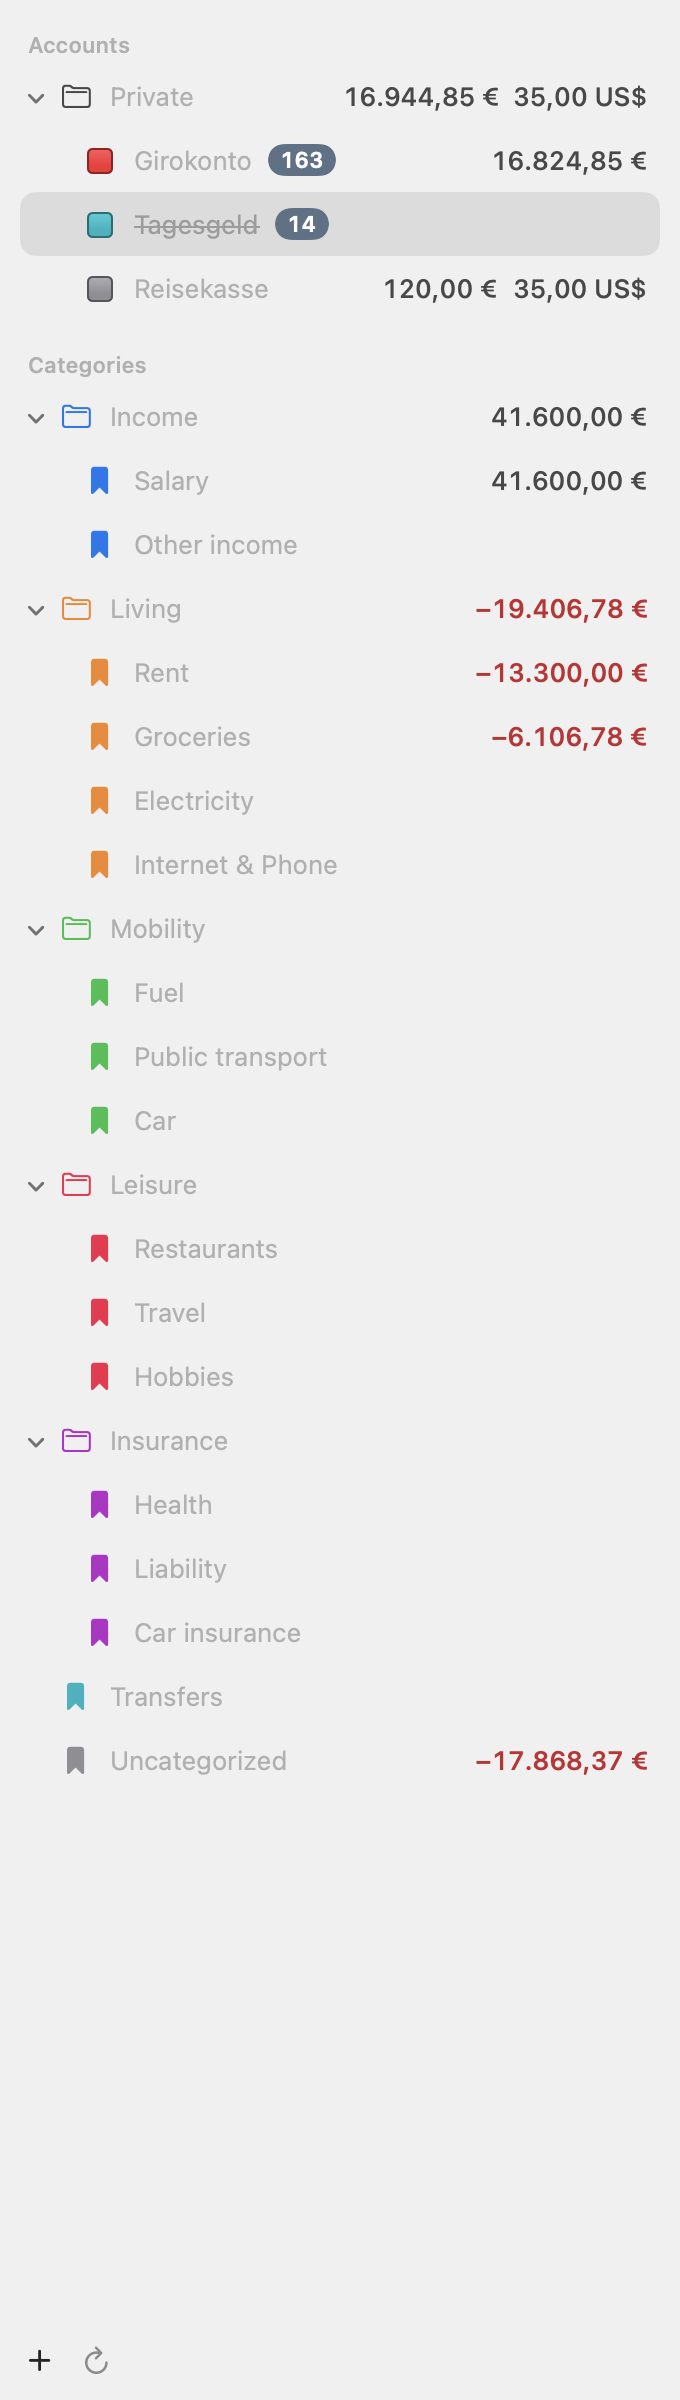 Accounts
Private 16.944,85 € 35,00 US$
Girokonto 163 16.824,85 €
Tagesgeld 14
Reisekasse 120,00 € 35,00 US$
Categories
Income 41.600,00 €
Salary 41.600,00 €
Other income
Living −19.406,78 €
Rent −13.300,00 €
Groceries −6.106,78 €
Electricity
Internet & Phone
Mobility
Fuel
Public transport
Car
Leisure
Restaurants
Travel
Hobbies
Insurance
Health
Liability
Car insurance
Transfers
Uncategorized −17.868,37 €